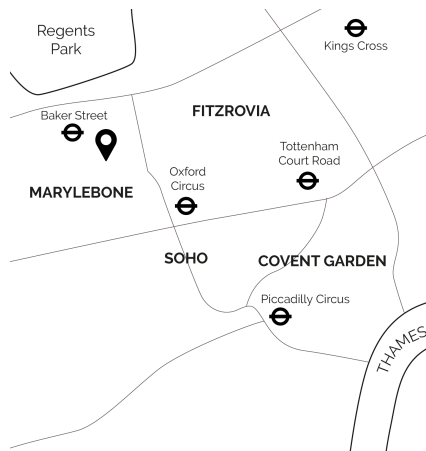 Regents
Park
Kings Cross
Baker Street
FITZROVIA
Tottenham
Court Road
Oxford
Circus
MARYLEBONE
SOHO
COVENT GARDEN
Piccadilly Circus
THAMES